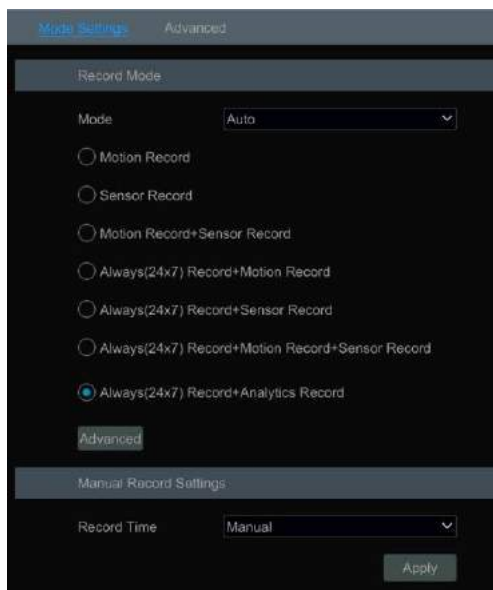 Mode Settings Advanced
Record Mode
Mode Auto
Motion Record
Sensor Record
Motion Record+Sensor Record
Always(24x7) Record+Motion Record
Always(24x7) Record+Sensor Record
Always(24x7) Record+Motion Record+Sensor Record
Always(24x7) Record+Analytics Record
Advanced
Manual Record Settings
Record Time Manual
Apply